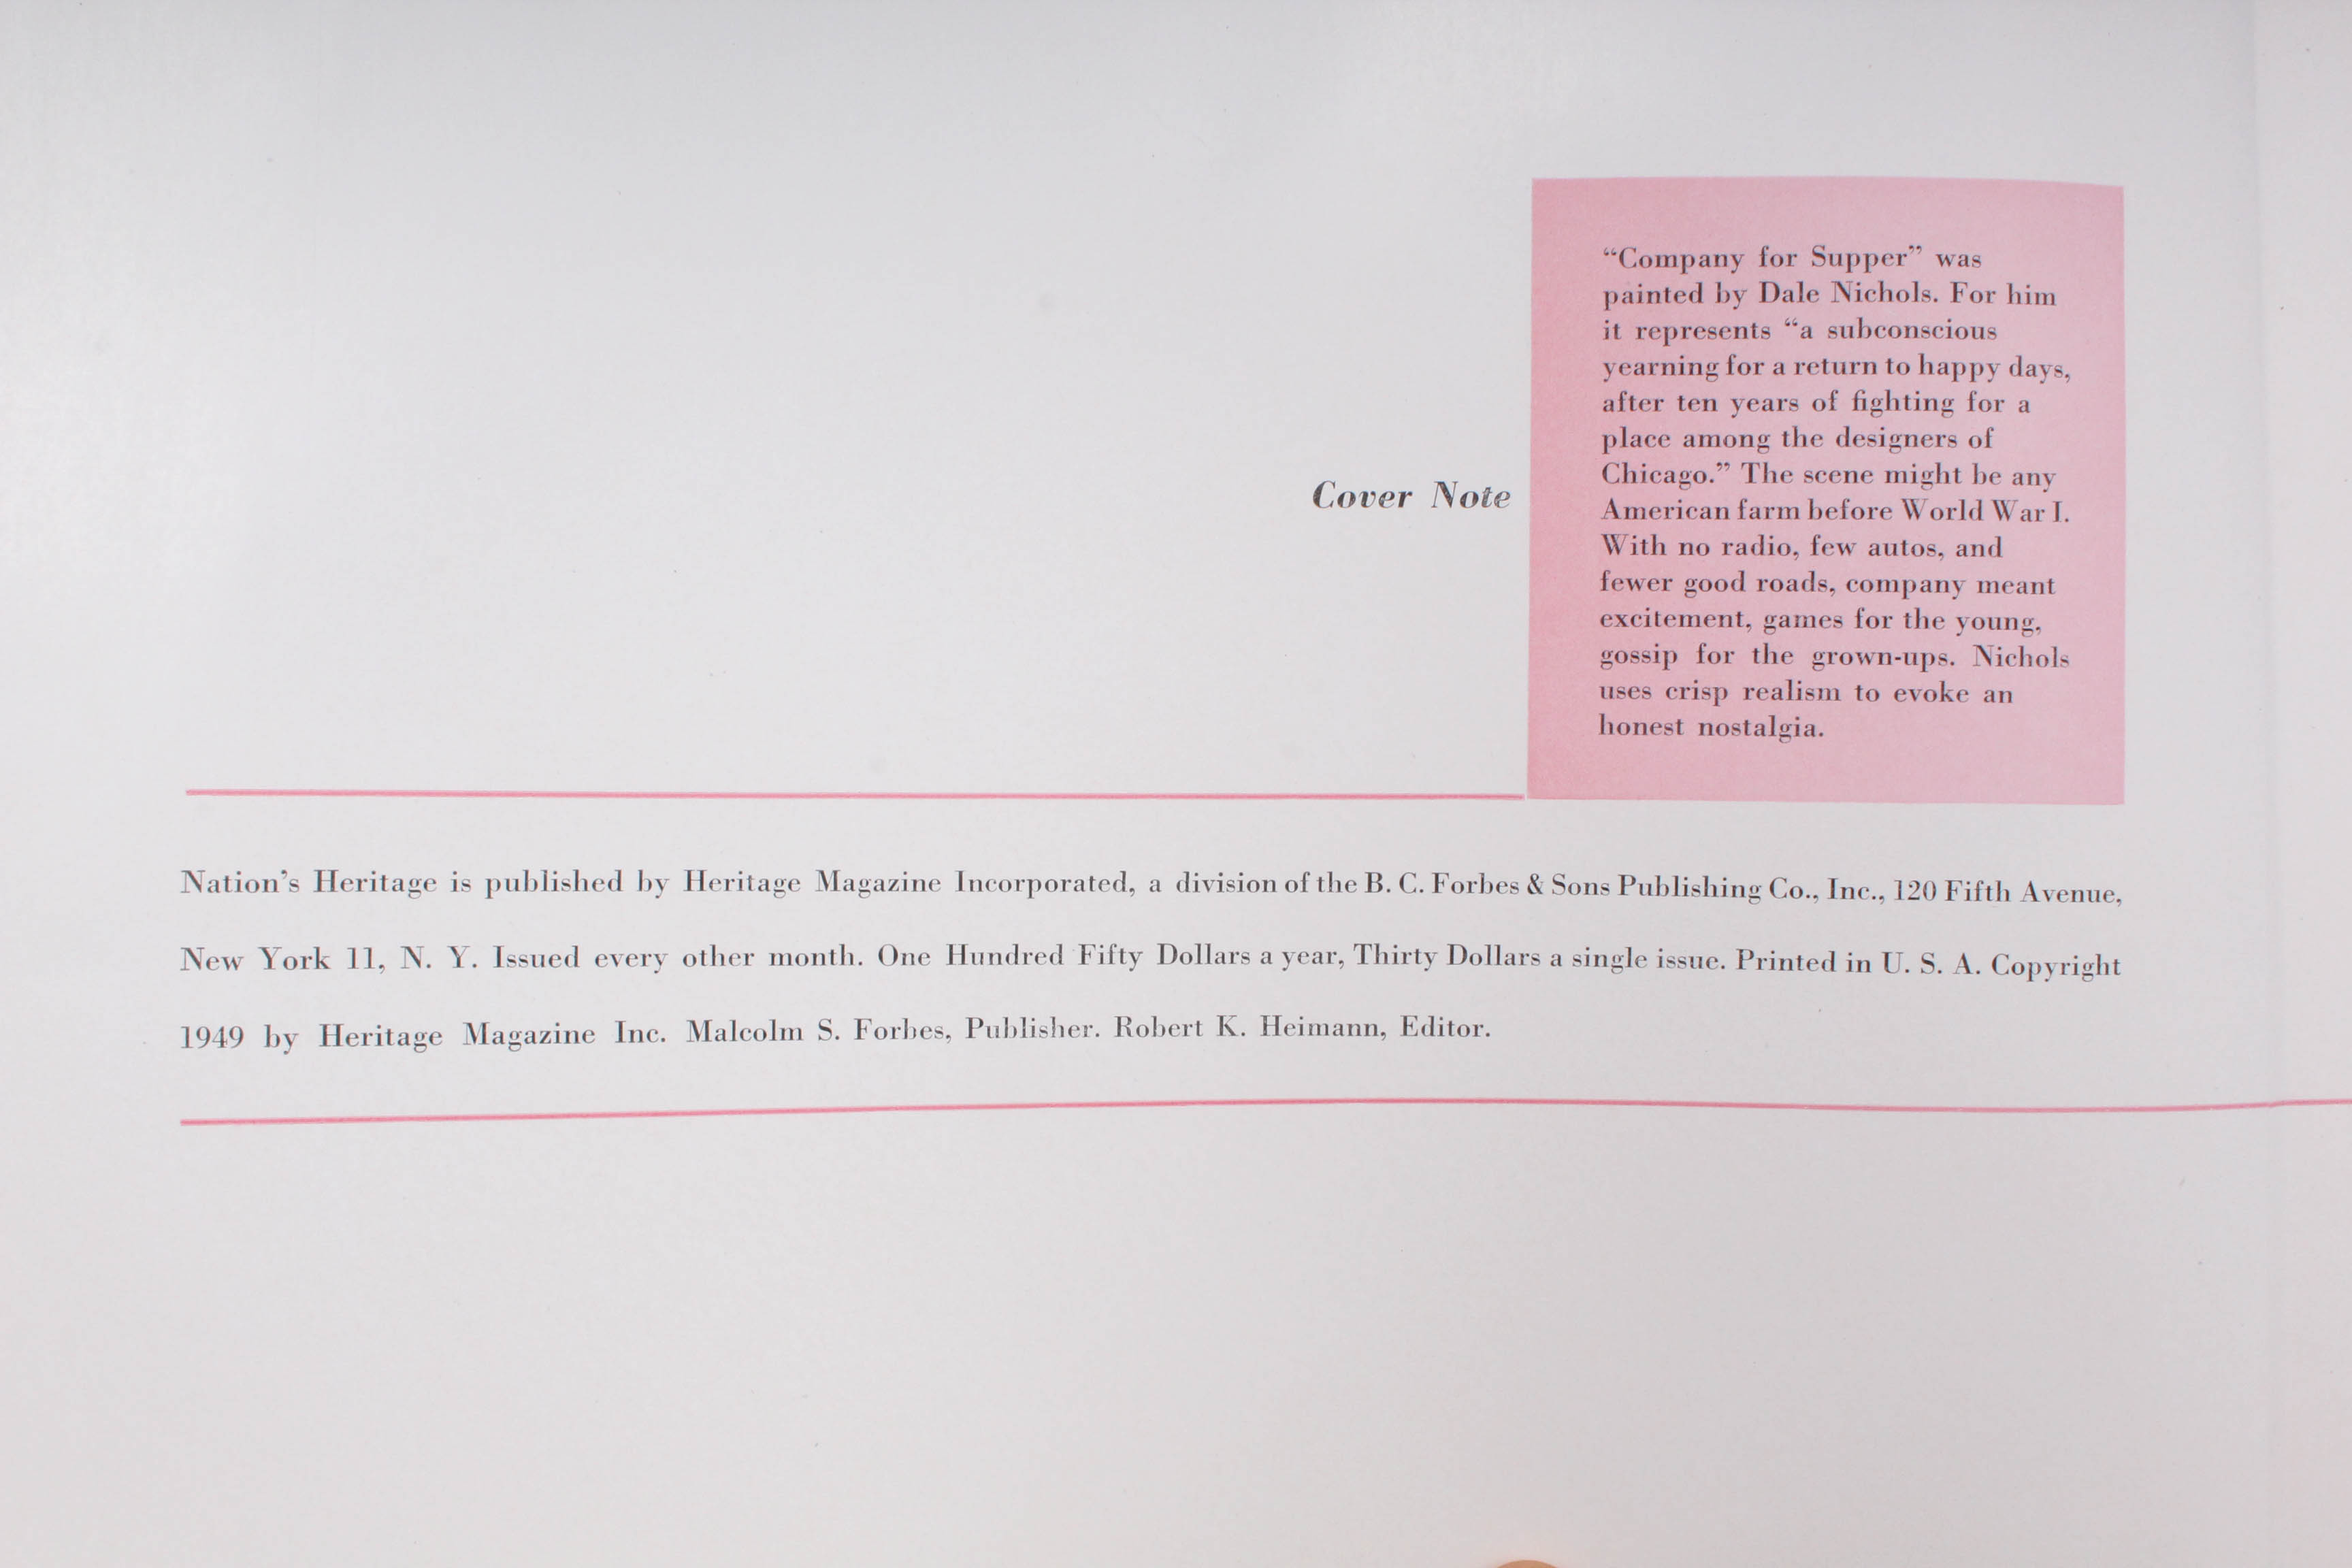 Cover Note
“Company for Supper” was
painted by Dale Nichols. For him
it represents “a subconscious
yearning for a return to happy days,
after ten years of fighting for a
place among the designers of
Chicago.” The scene might be any
American farm before World War I.
With no radio, few autos, and
fewer good roads, company meant
excitement, games for the young,
gossip for the grown-ups. Nichols
uses crisp realism to evoke an
honest nostalgia.
Nation’s Heritage is published by Heritage Magazine Incorporated, a division of the B. C. Forbes & Sons Publishing Co., Inc., 120 Fifth Avenue,
New York 11, N. Y. Issued every other month. One Hundred Fifty Dollars a year, Thirty Dollars a single issue. Printed in U. S. A. Copyright
1949 by Heritage Magazine Inc. Malcolm S. Forbes, Publisher. Robert K. Heimann, Editor.